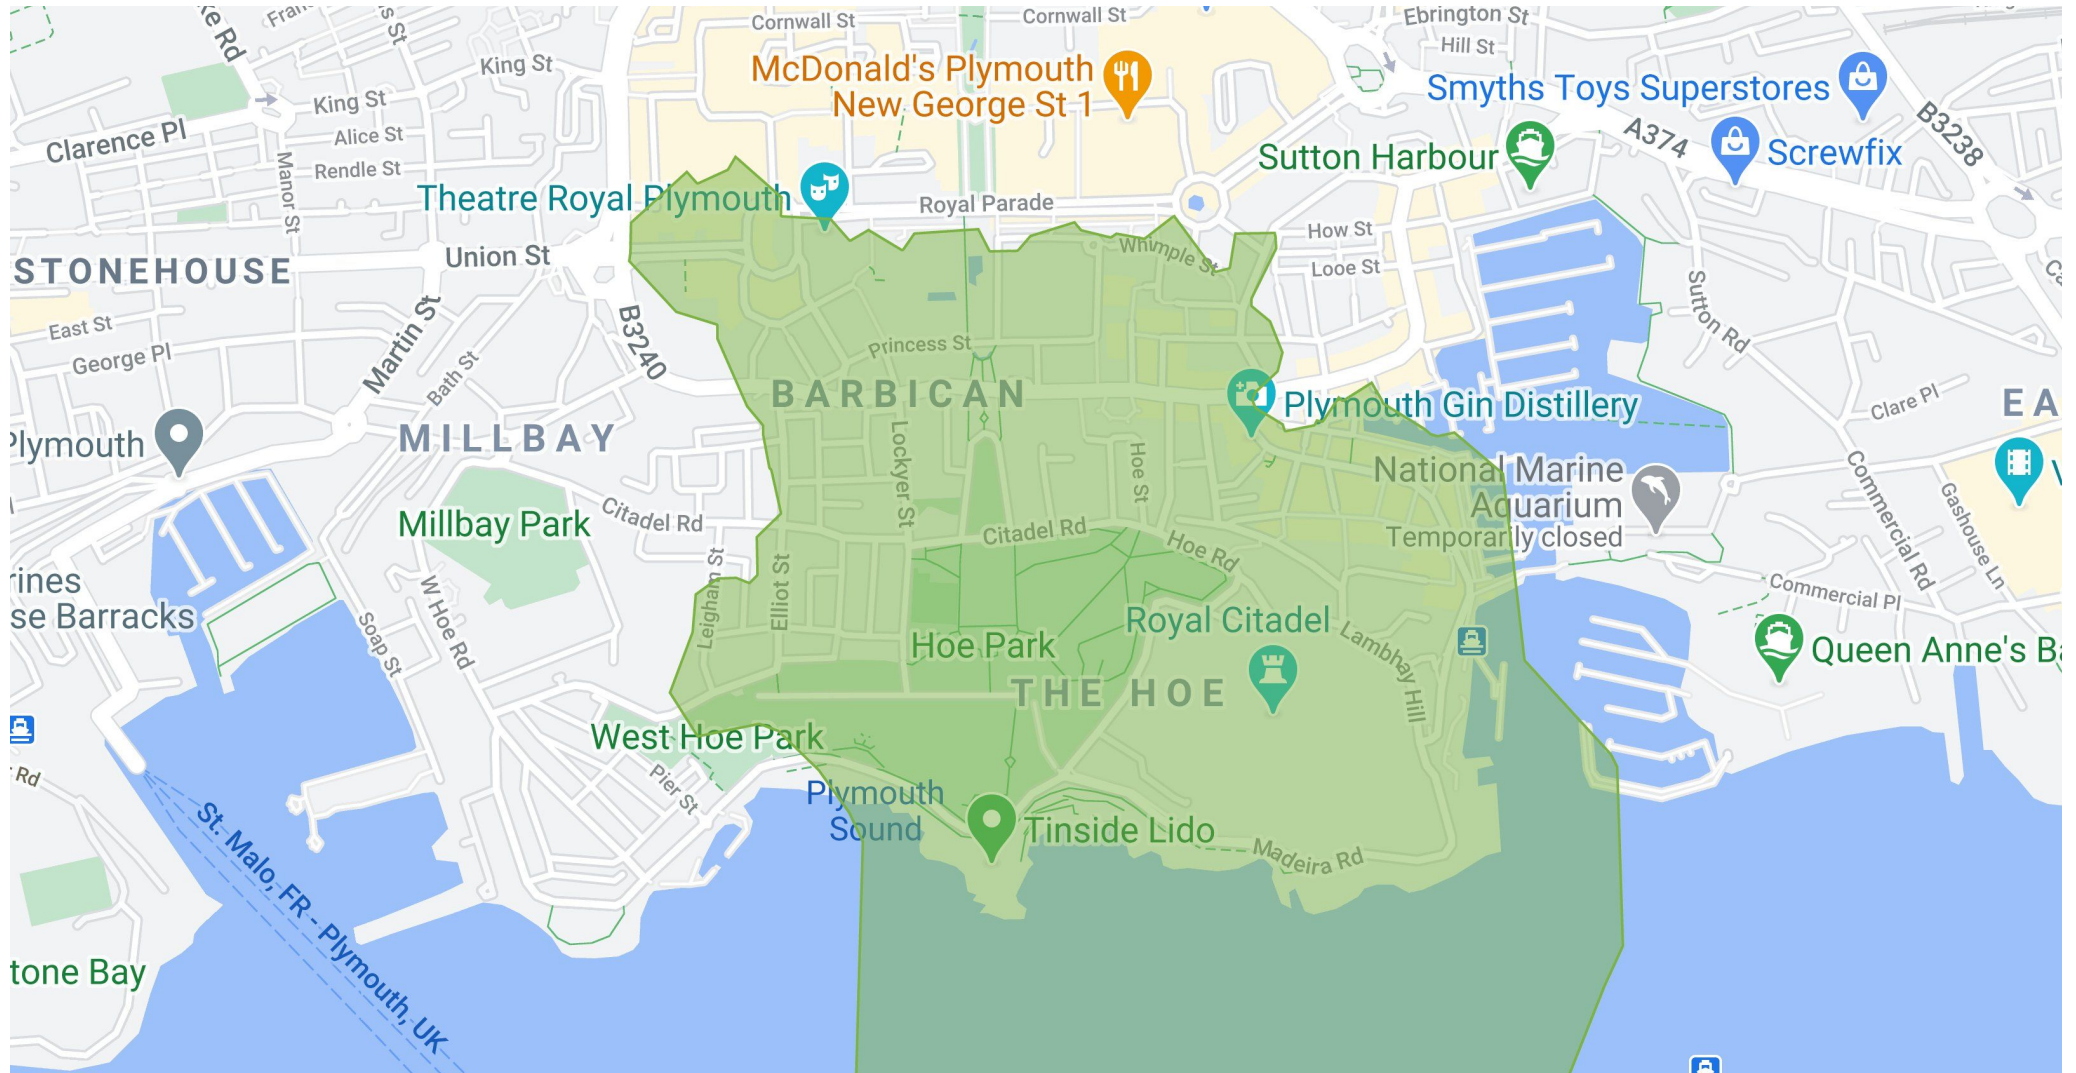 Cornwall St
Cornwall St
Ebrington St
Hill St
King St
McDonald's Plymouth
New George St 1
Smyths Toys Superstores
King St
Clarence Pl
Alice St
Rendle St
Manor St
B3238
A374
Sutton Harbour
Screwfix
Theatre Royal Plymouth
Royal Parade
How St
Whimple St
Looe St
Union St
STONEHOUSE
Sutton Rd
East St
George Pl
Martin St
Bath St
B3240
Princess St
BARBICAN
Plymouth Gin Distillery
Clare Pl
EA
Plymouth
MILLBAY
Lockyer St
Hoe St
National Marine
Aquarium
Temporarily closed
Commercial Rd
Gashouse Ln
Millbay Park
Citadel Rd
Citadel Rd
Hoe Rd
rines
se Barracks
W Hoe Rd
Soap St
Leigham St
Elliot St
Commercial Pl
Royal Citadel
Hoe Park
Lambhay Hill
Queen Anne's Ba
THE HOE
West Hoe Park
Rd
Pier St
Plymouth
Sound
Tinside Lido
Madeira Rd
St. Malo, FR - Plymouth, UK
tone Bay